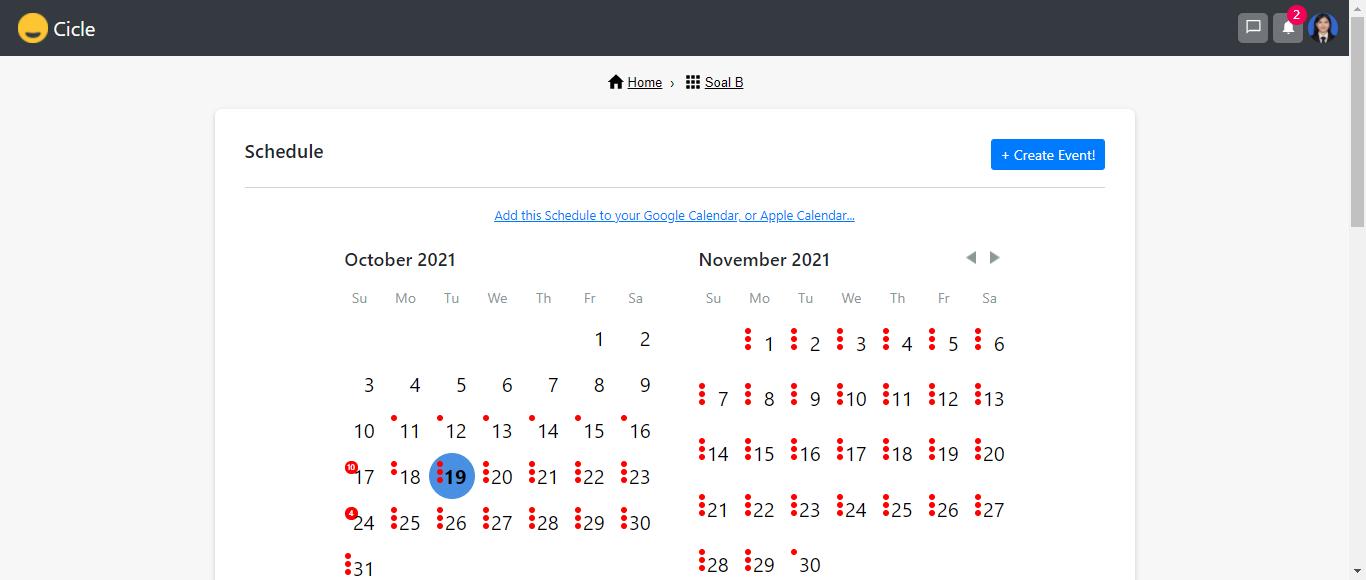 Cicle
2
Home › Soal B
Schedule
+ Create Event!
Add this Schedule to your Google Calendar, or Apple Calendar...
October 2021
Su Mo Tu We Th Fr Sa
1 2
3 4 5 6 7 8 9
10 11 12 13 14 15 16
10 17 18 19 20 21 22 23
4 24 25 26 27 28 29 30
31
November 2021
Su Mo Tu We Th Fr Sa
1 2 3 4 5 6
7 8 9 10 11 12 13
14 15 16 17 18 19 20
21 22 23 24 25 26 27
28 29 30